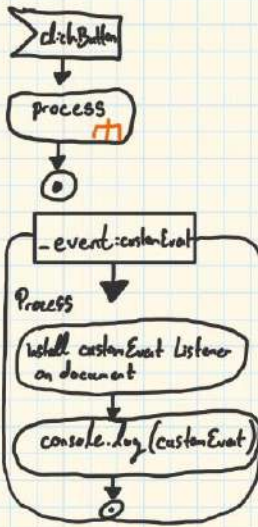 clickButton
process
_event:customEvent
Process
install customEvent Listener
on document
console.log(customEvent)